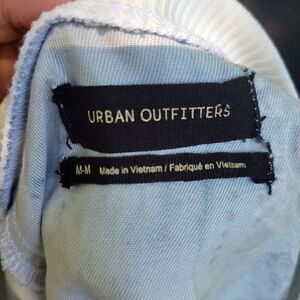 URBAN OUTFITTERS
M-M Made in Vietnam / Fabriqué en Vietnam